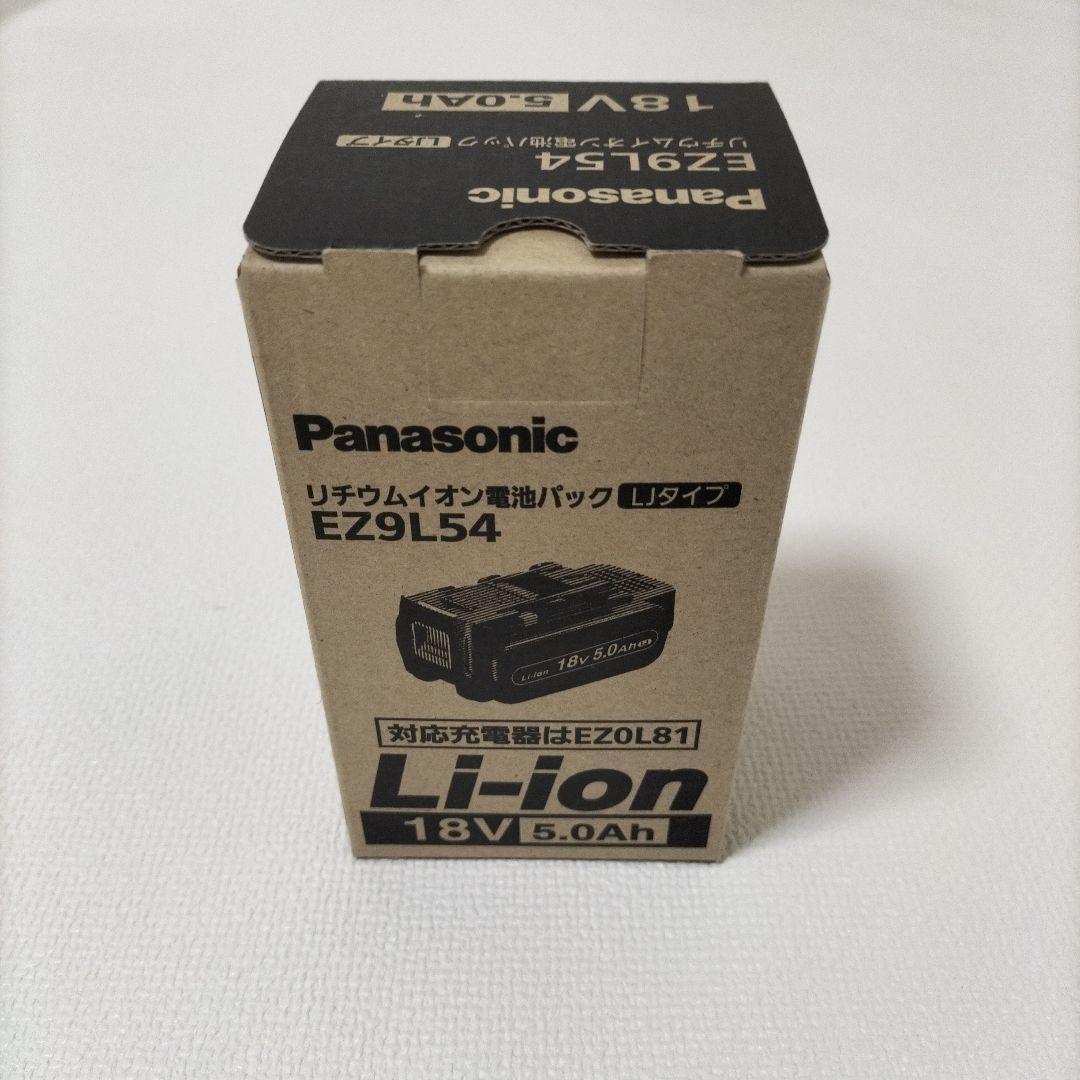 18V 5.0Ah
リチウムイオン電池パック LJタイプ
EZ9L54
Panasonic
Panasonic
リチウムイオン電池パック LJタイプ
EZ9L54
Li-ion 18V 5.0Ah LJ
対応充電器はEZ0L81
Li-ion
18V 5.0Ah